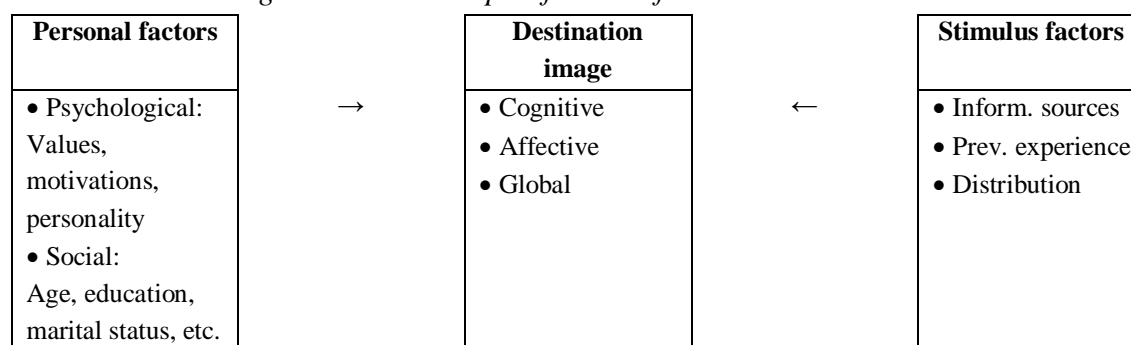 Personal factors
Destination
image
Stimulus factors
• Psychological:
Values,
motivations,
personality
• Social:
Age, education,
marital status, etc.
→
• Cognitive
• Affective
• Global
←
• Inform. sources
• Prev. experience
• Distribution